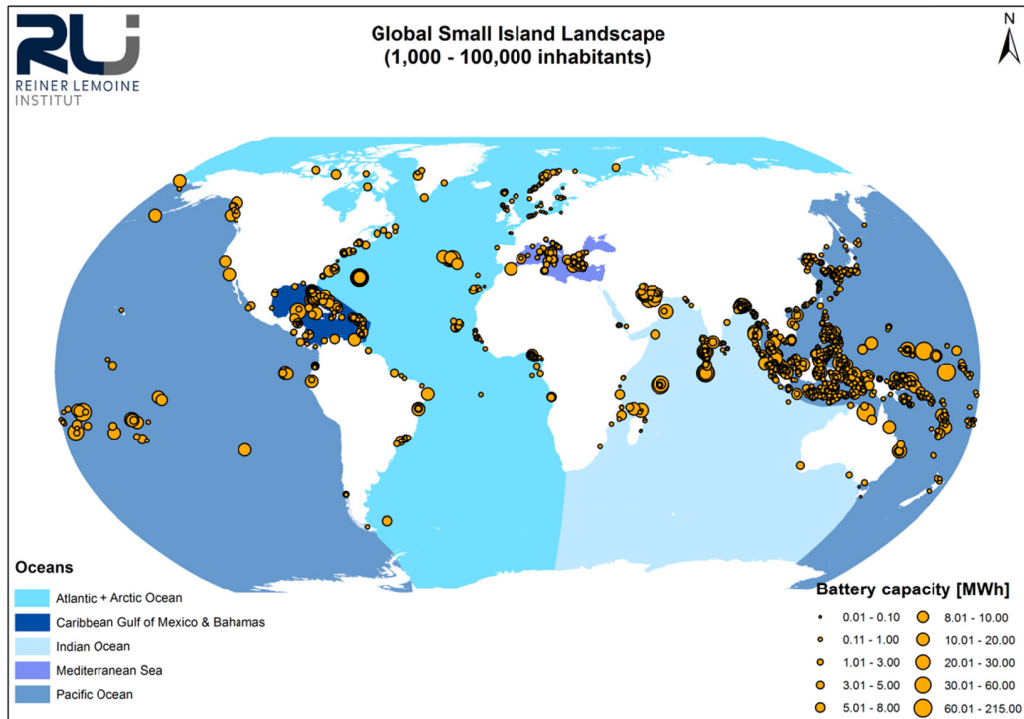 RLI
REINER LEMOINE
INSTITUT
Global Small Island Landscape
(1,000 - 100,000 inhabitants)
N
Oceans
Atlantic + Arctic Ocean
Caribbean Gulf of Mexico & Bahamas
Indian Ocean
Mediterranean Sea
Pacific Ocean
Battery capacity [MWh]
0.01 - 0.10
0.11 - 1.00
1.01 - 3.00
3.01 - 5.00
5.01 - 8.00
8.01 - 10.00
10.01 - 20.00
20.01 - 30.00
30.01 - 60.00
60.01 - 215.00